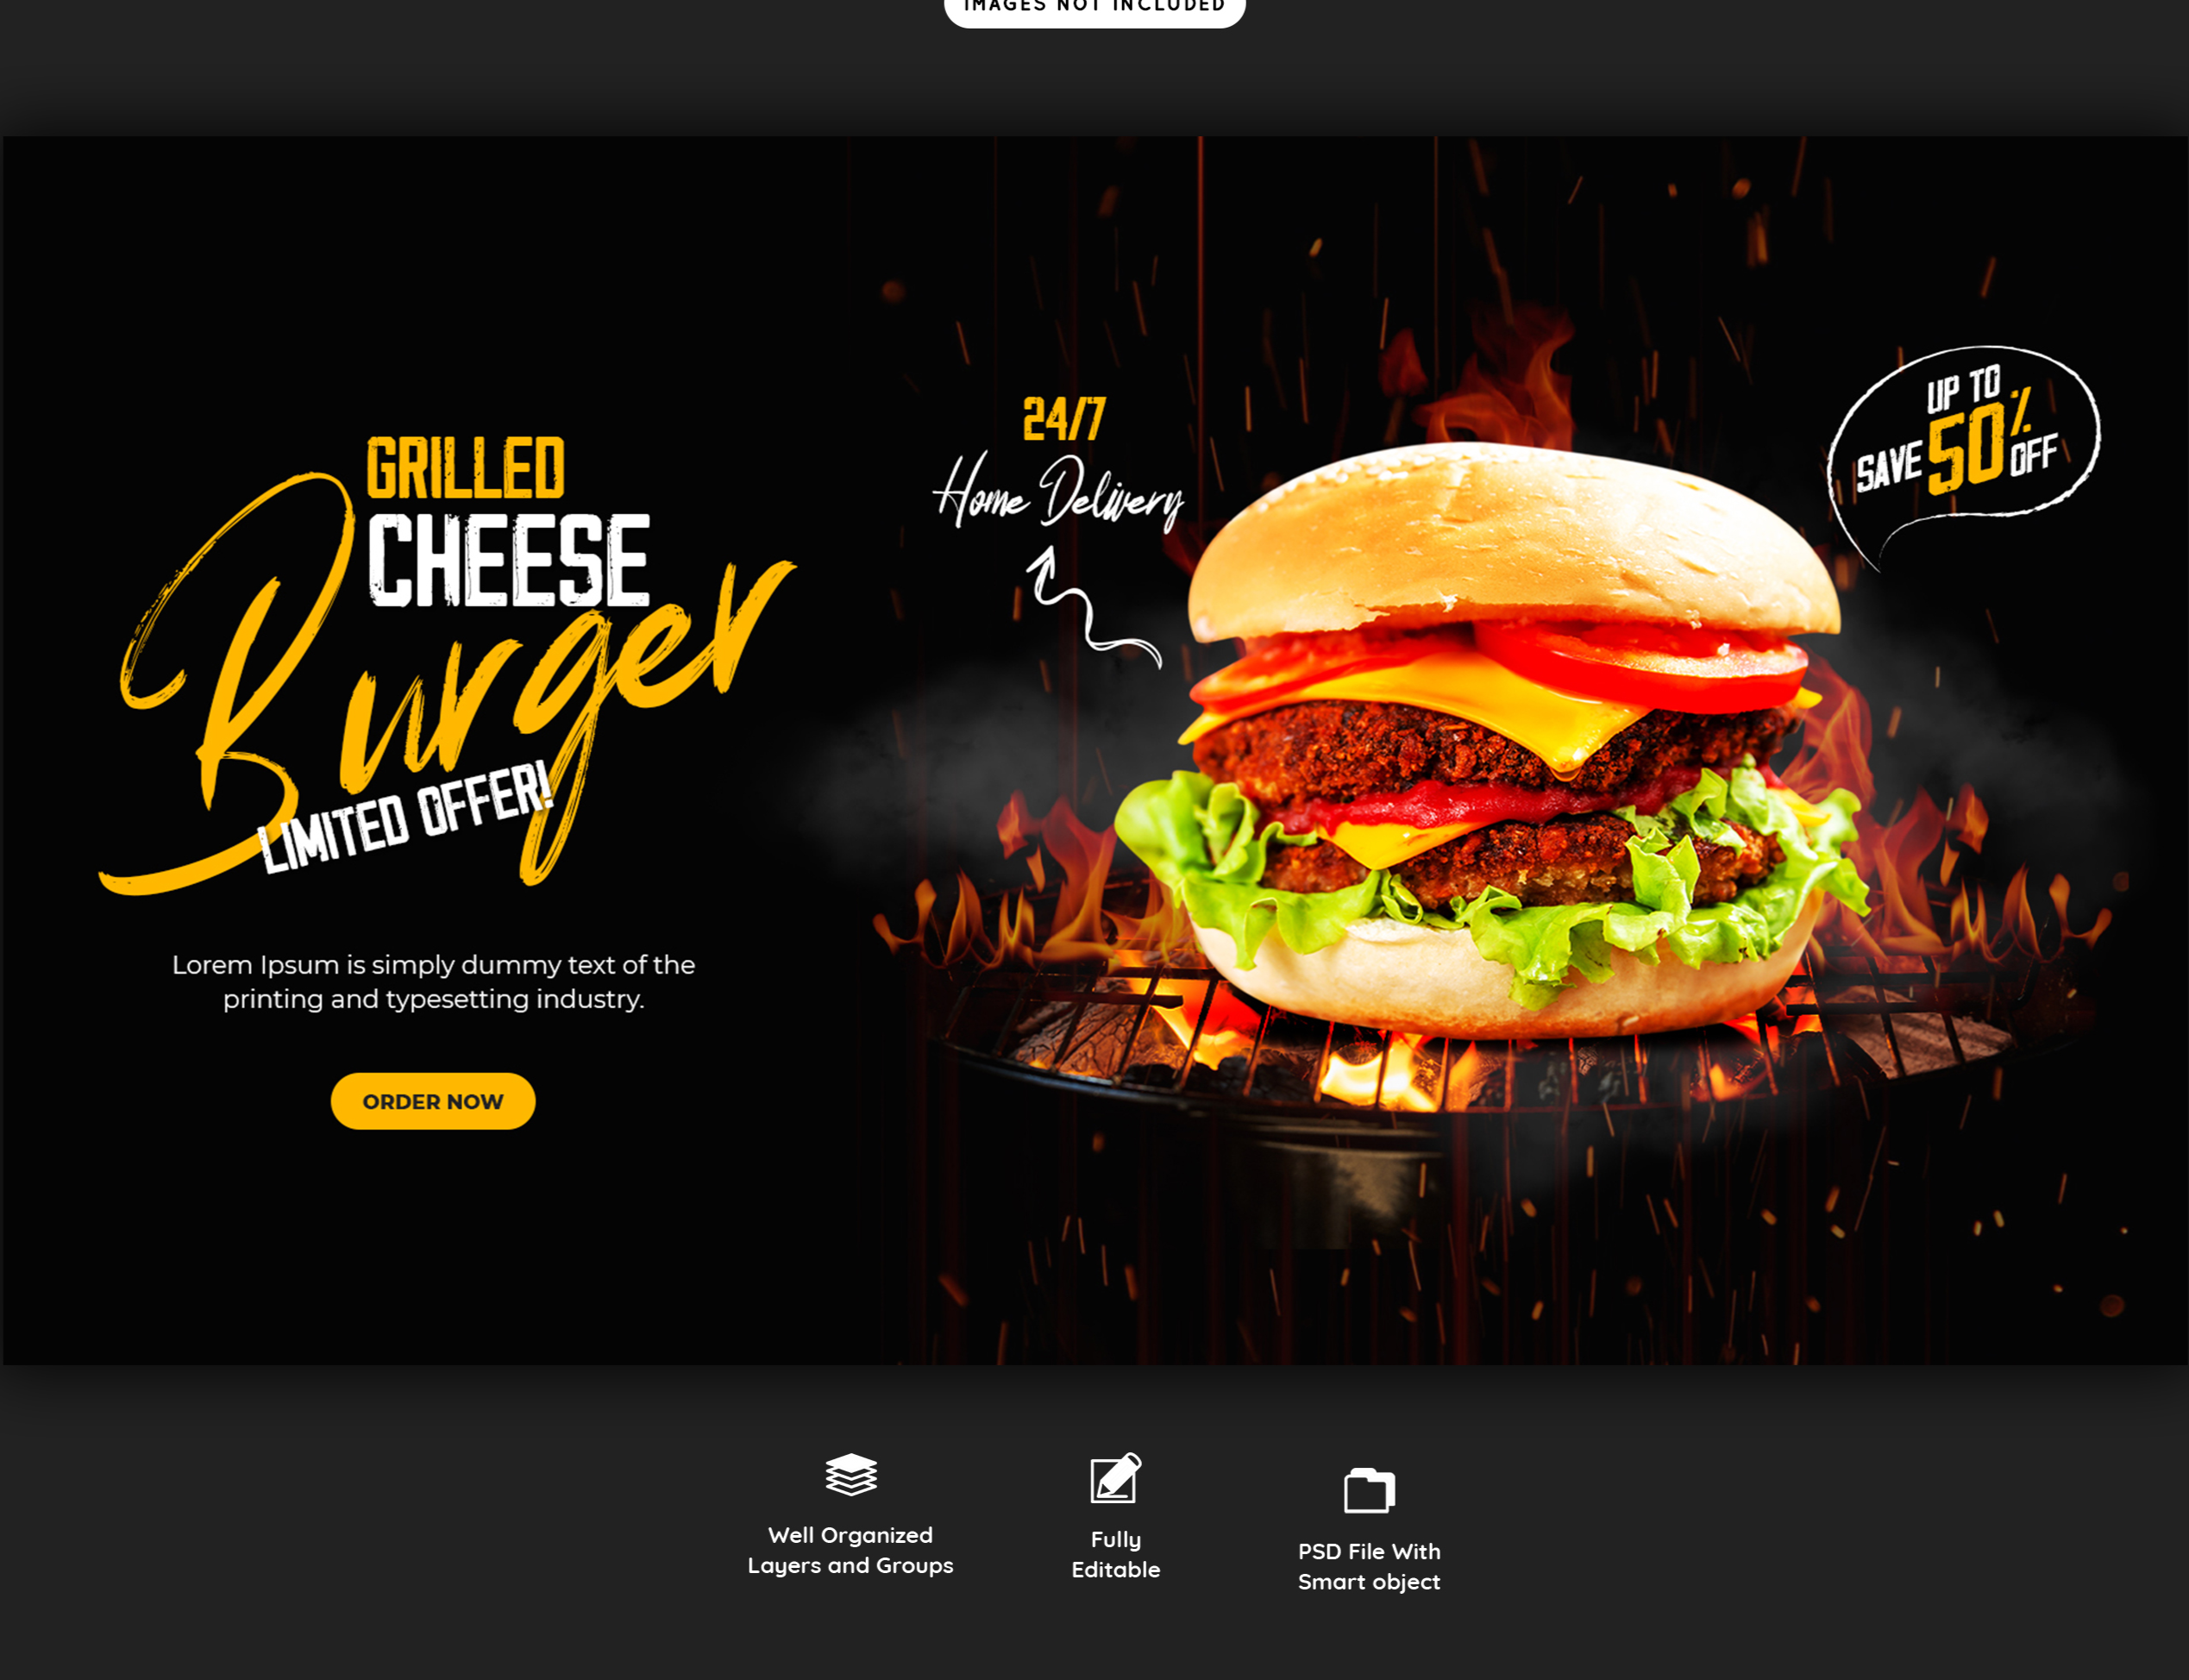 IMAGES NOT INCLUDED
GRILLED
CHEESE
Burger
LIMITED OFFER!
Lorem Ipsum is simply dummy text of the
printing and typesetting industry.
ORDER NOW
24/7
Home Delivery
UP TO
SAVE 50% OFF
Well Organized
Layers and Groups
Fully
Editable
PSD File With
Smart object